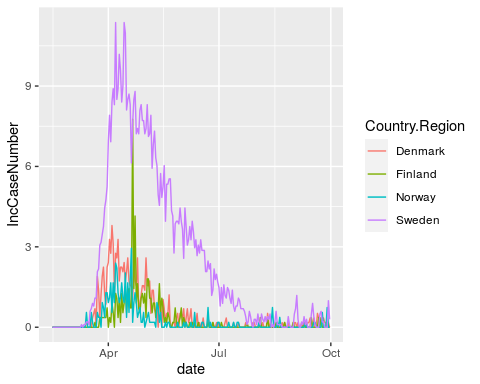 9
6
3
0
IncCaseNumber
Apr
Jul
Oct
date
Country.Region
Denmark
Finland
Norway
Sweden